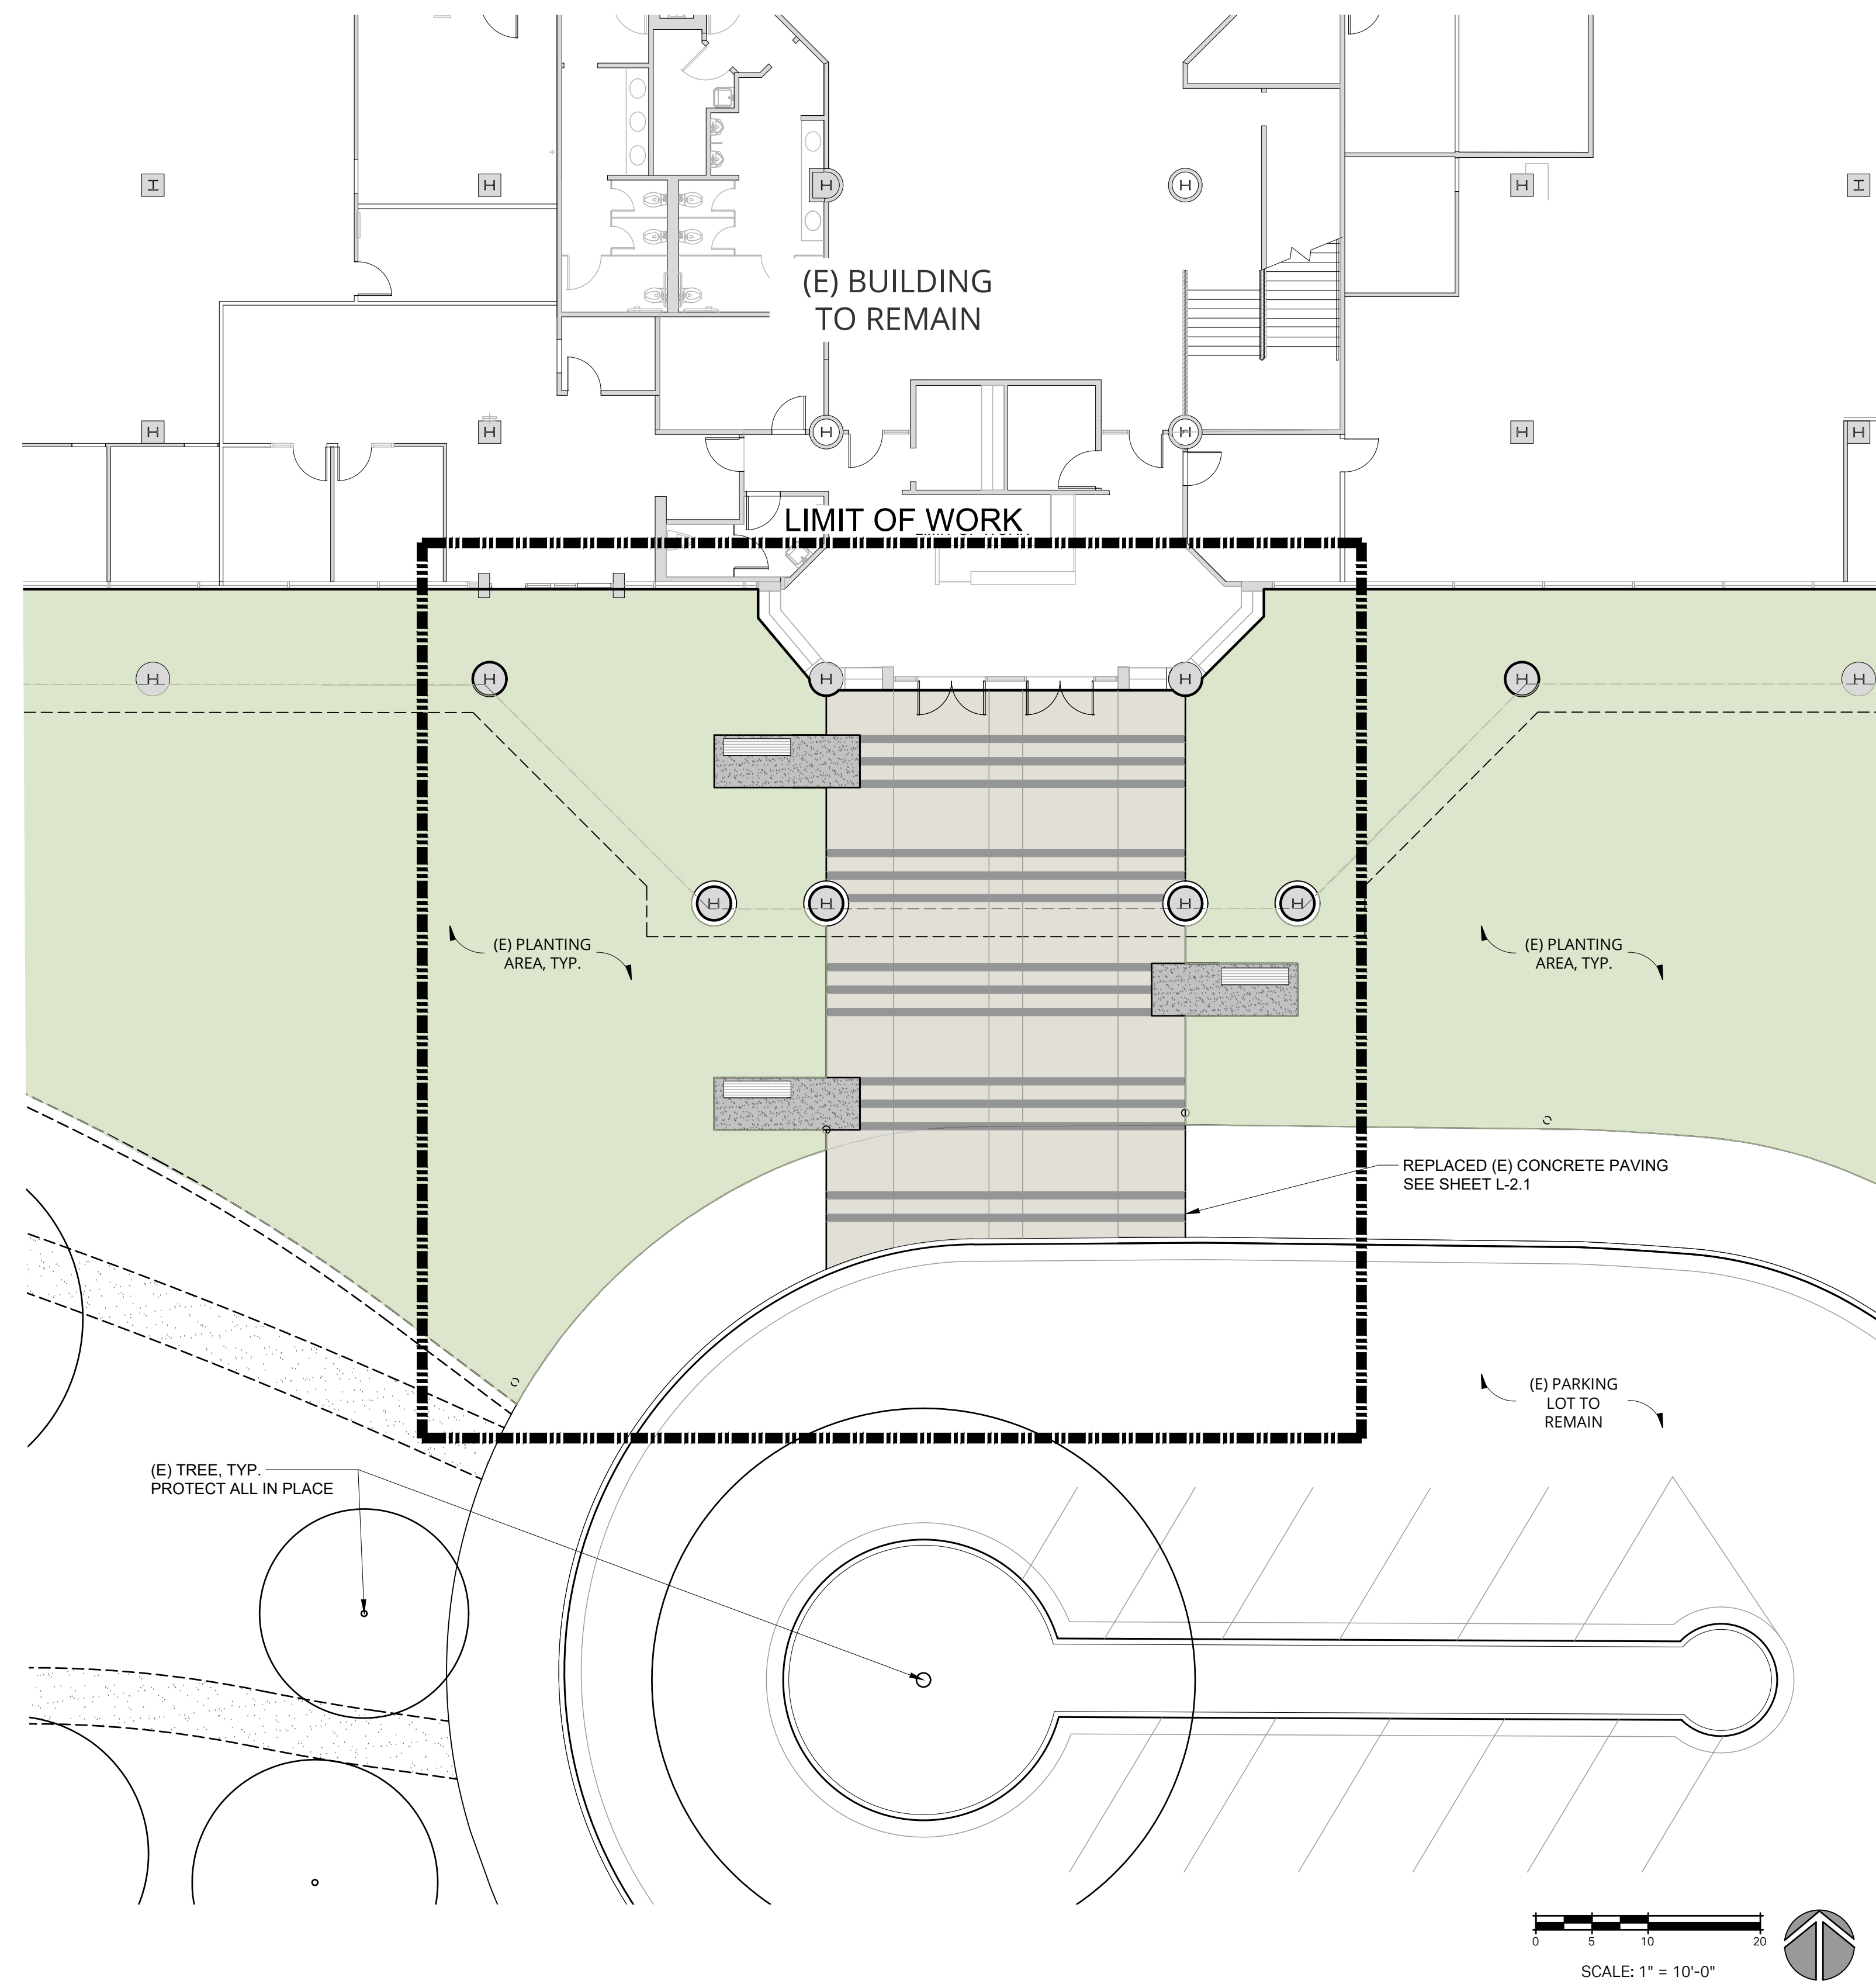 (E) BUILDING
TO REMAIN
LIMIT OF WORK
(E) PLANTING
AREA, TYP.
(E) PLANTING
AREA, TYP.
REPLACED (E) CONCRETE PAVING
SEE SHEET L-2.1
(E) PARKING
LOT TO
REMAIN
(E) TREE, TYP.
PROTECT ALL IN PLACE
0 5 10 20
SCALE: 1" = 10'-0"